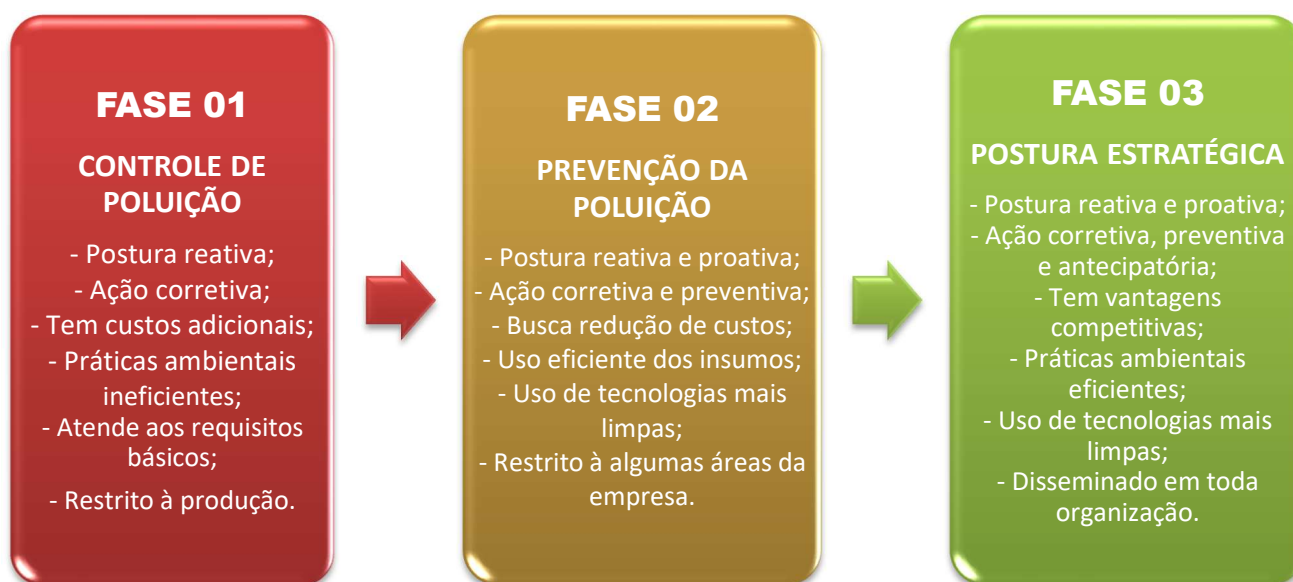 FASE 01
CONTROLE DE
POLUIÇÃO
- Postura reativa;
- Ação corretiva;
- Tem custos adicionais;
- Práticas ambientais
ineficientes;
- Atende aos requisitos
básicos;
- Restrito à produção.
FASE 02
PREVENÇÃO DA
POLUIÇÃO
- Postura reativa e proativa;
- Ação corretiva e preventiva;
- Busca redução de custos;
- Uso eficiente dos insumos;
- Uso de tecnologias mais
limpas;
- Restrito à algumas áreas da
empresa.
FASE 03
POSTURA ESTRATÉGICA
- Postura reativa e proativa;
- Ação corretiva, preventiva
e antecipatória;
- Tem vantagens
competitivas;
- Práticas ambientais
eficientes;
- Uso de tecnologias mais
limpas;
- Disseminado em toda
organização.